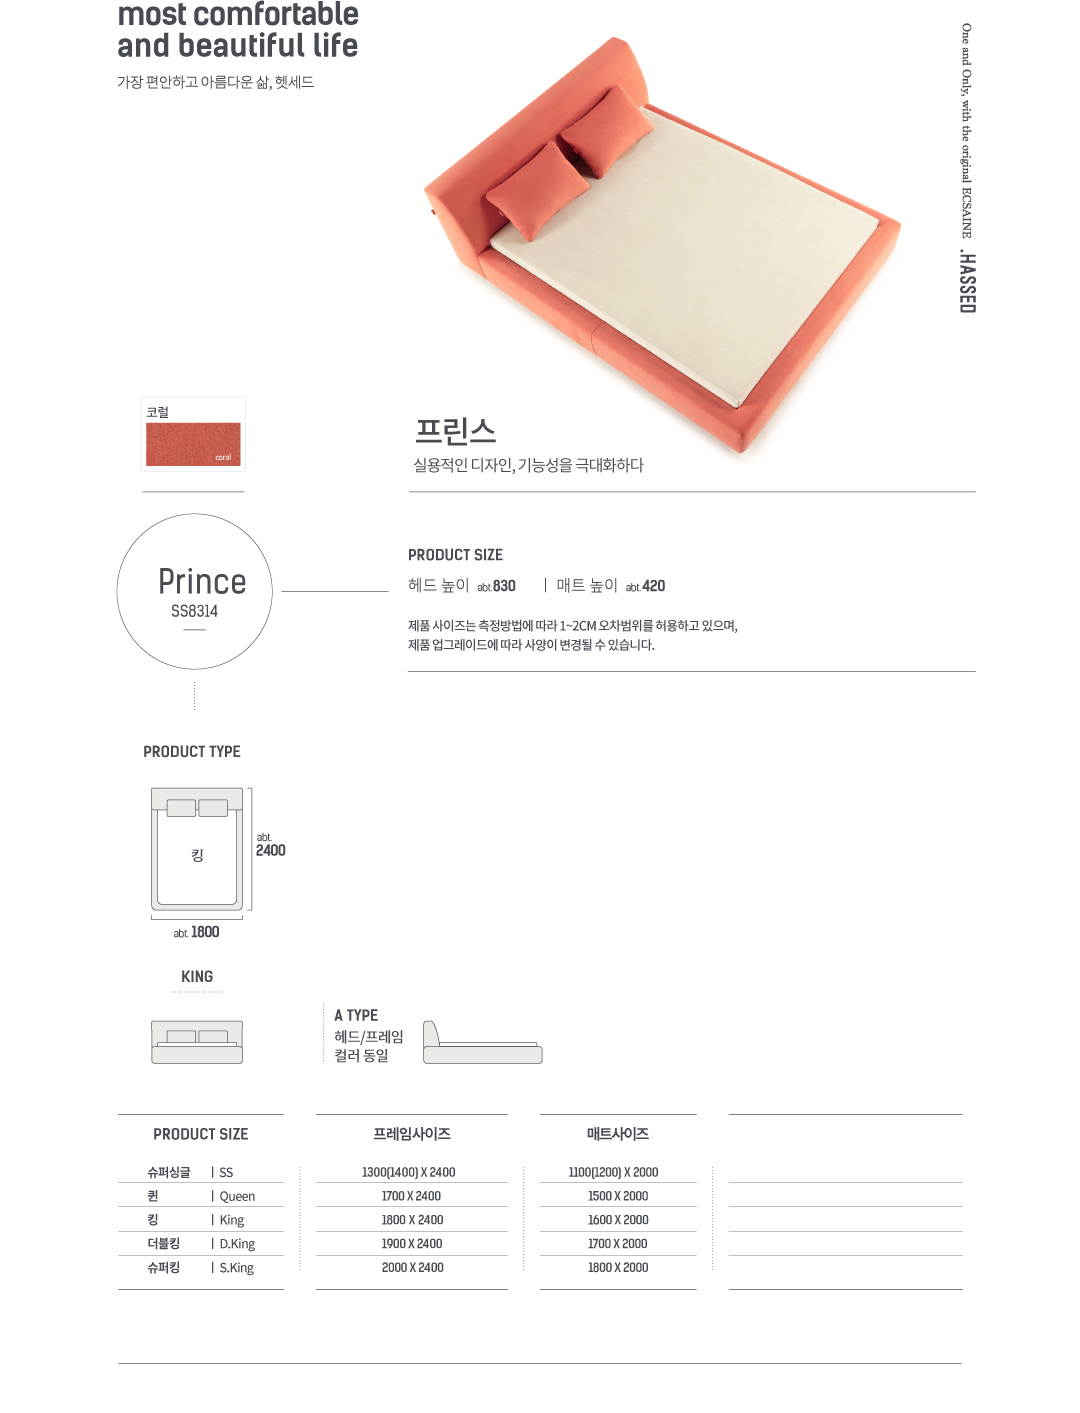 most comfortable
and beautiful life
가장 편안하고 아름다운 삶, 헷세드
One and Only, with the original ECSAINE .HASSED
코럴
coral
프린스
실용적인 디자인, 기능성을 극대화하다
Prince
SS8314
PRODUCT SIZE
헤드 높이 abt.830 | 매트 높이 abt.420
제품 사이즈는 측정방법에 따라 1~2CM 오차범위를 허용하고 있으며,
제품 업그레이드에 따라 사양이 변경될 수 있습니다.
PRODUCT TYPE
킹
abt.
2400
abt. 1800
KING
A TYPE
헤드/프레임
컬러 동일
PRODUCT SIZE 프레임사이즈 매트사이즈
슈퍼싱글 | SS 1300(1400) X 2400 1100(1200) X 2000
퀸 | Queen 1700 X 2400 1500 X 2000
킹 | King 1800 X 2400 1600 X 2000
더블킹 | D.King 1900 X 2400 1700 X 2000
슈퍼킹 | S.King 2000 X 2400 1800 X 2000